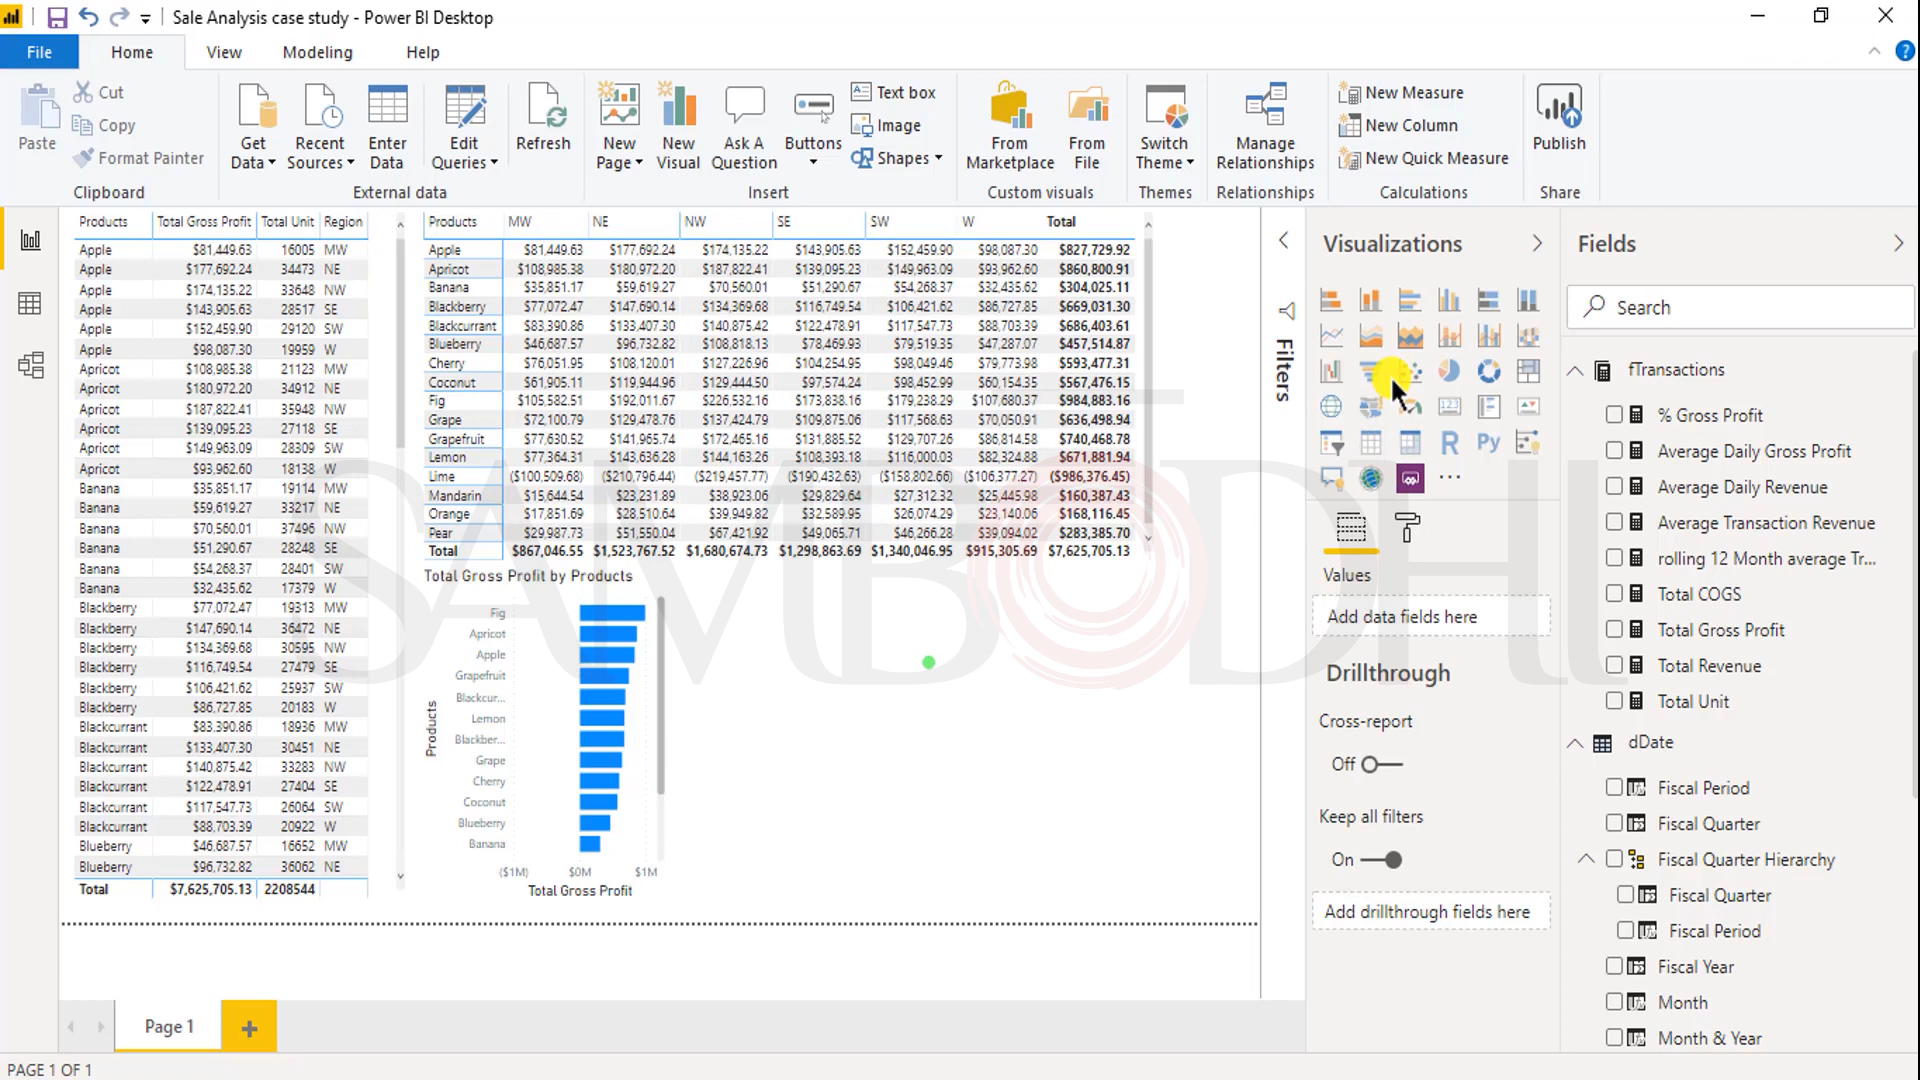 Sale Analysis case study - Power BI Desktop
File Home View Modeling Help
Paste
Cut
Copy
Format Painter
Clipboard
Get Data
Recent Sources
Enter Data
Edit Queries
Refresh
External data
New Page
New Visual
Ask A Question
Buttons
Text box
Image
Shapes
Insert
From Marketplace
From File
Custom visuals
Switch Theme
Themes
Manage Relationships
Relationships
New Measure
New Column
New Quick Measure
Calculations
Publish
Share
Products Total Gross Profit Total Unit Region
Apple $81,449.63 16005 MW
Apple $177,692.24 34473 NE
Apple $174,135.22 33648 NW
Apple $143,905.63 28517 SE
Apple $152,459.90 29120 SW
Apple $98,087.30 19959 W
Apricot $108,985.38 21123 MW
Apricot $180,972.20 34912 NE
Apricot $187,822.41 35948 NW
Apricot $139,095.23 27118 SE
Apricot $149,963.09 28309 SW
Apricot $93,962.60 18138 W
Banana $35,851.17 19114 MW
Banana $59,619.27 33217 NE
Banana $70,560.01 37496 NW
Banana $51,290.67 28248 SE
Banana $54,268.37 28401 SW
Banana $32,435.62 17379 W
Blackberry $77,072.47 19313 MW
Blackberry $147,690.14 36472 NE
Blackberry $134,369.68 30595 NW
Blackberry $116,749.54 27479 SE
Blackberry $106,421.62 25937 SW
Blackberry $86,727.85 20183 W
Blackcurrant $83,390.86 18936 MW
Blackcurrant $133,407.30 30451 NE
Blackcurrant $140,875.42 33283 NW
Blackcurrant $122,478.91 27404 SE
Blackcurrant $117,547.73 26064 SW
Blackcurrant $88,703.39 20922 W
Blueberry $46,687.57 16652 MW
Blueberry $96,732.82 36062 NE
Total $7,625,705.13 2208544
Products MW NE NW SE SW W Total
Apple $81,449.63 $177,692.24 $174,135.22 $143,905.63 $152,459.90 $98,087.30 $827,729.92
Apricot $108,985.38 $180,972.20 $187,822.41 $139,095.23 $149,963.09 $93,962.60 $860,800.91
Banana $35,851.17 $59,619.27 $70,560.01 $51,290.67 $54,268.37 $32,435.62 $304,025.11
Blackberry $77,072.47 $147,690.14 $134,369.68 $116,749.54 $106,421.62 $86,727.85 $669,031.30
Blackcurrant $83,390.86 $133,407.30 $140,875.42 $122,478.91 $117,547.73 $88,703.39 $686,403.61
Blueberry $46,687.57 $96,732.82 $108,818.13 $78,469.93 $79,519.35 $47,287.07 $457,514.87
Cherry $76,051.95 $108,120.01 $127,226.96 $104,254.95 $98,049.46 $79,773.98 $593,477.31
Coconut $61,905.11 $119,944.96 $129,444.50 $97,574.24 $98,452.99 $60,154.35 $567,476.15
Fig $105,582.51 $192,011.67 $226,532.16 $173,838.16 $179,238.29 $107,680.37 $984,883.16
Grape $72,100.79 $129,478.76 $137,424.79 $109,875.06 $117,568.63 $70,050.91 $636,498.94
Grapefruit $77,630.52 $141,965.74 $172,465.16 $131,885.52 $129,707.26 $86,814.58 $740,468.78
Lemon $77,364.31 $143,636.28 $144,163.26 $108,393.18 $116,000.03 $82,324.88 $671,881.94
Lime ($100,509.68) ($210,796.44) ($219,457.77) ($190,432.63) ($158,802.66) ($106,377.27) ($986,376.45)
Mandarin $15,644.54 $23,231.89 $38,923.06 $29,829.64 $27,312.32 $25,445.98 $160,387.43
Orange $17,851.69 $28,510.64 $39,949.82 $32,589.95 $26,074.29 $23,140.06 $168,116.45
Pear $29,987.73 $51,550.04 $67,421.92 $49,065.71 $46,266.28 $39,094.02 $283,385.70
Total $867,046.55 $1,523,767.52 $1,680,674.73 $1,298,863.69 $1,340,046.95 $915,305.69 $7,625,705.13
SAMBODHI
Total Gross Profit by Products
Products
Fig
Apricot
Apple
Grapefruit
Blackcur...
Lemon
Blackber...
Grape
Cherry
Coconut
Blueberry
Banana
($1M) $0M $1M
Total Gross Profit
Filters
Visualizations
R Py
Values
Add data fields here
Drillthrough
Cross-report
Off
Keep all filters
On
Add drillthrough fields here
Fields
Search
fTransactions
% Gross Profit
Average Daily Gross Profit
Average Daily Revenue
Average Transaction Revenue
rolling 12 Month average Tr...
Total COGS
Total Gross Profit
Total Revenue
Total Unit
dDate
Fiscal Period
Fiscal Quarter
Fiscal Quarter Hierarchy
Fiscal Quarter
Fiscal Period
Fiscal Year
Month
Month & Year
Page 1
PAGE 1 OF 1